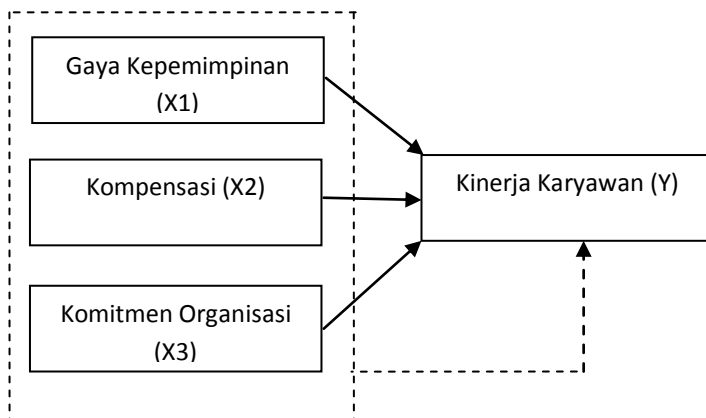 Gaya Kepemimpinan
(X1)
Kompensasi (X2)
Kinerja Karyawan (Y)
Komitmen Organisasi
(X3)